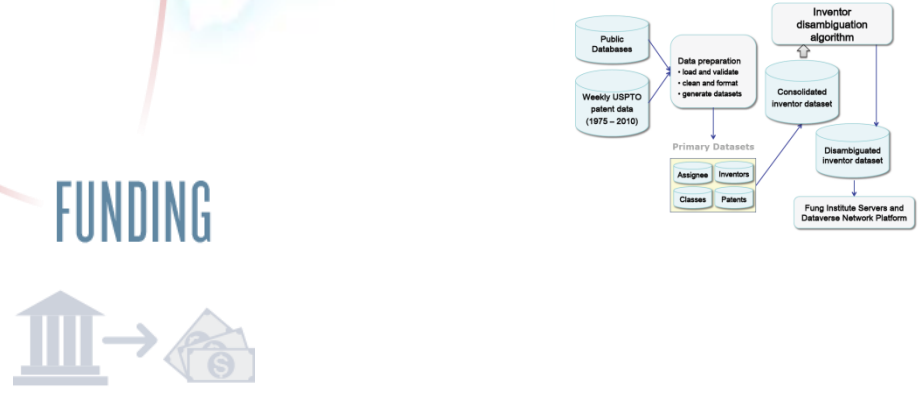 FUNDING
Public
Databases
Weekly USPTO
patent data
(1975 – 2010)
Data preparation
• load and validate
• clean and format
• generate datasets
Primary Datasets
Assignee
Inventors
Classes
Patents
Inventor
disambiguation
algorithm
Consolidated
inventor dataset
Disambiguated
inventor dataset
Fung Institute Servers and
Dataverse Network Platform